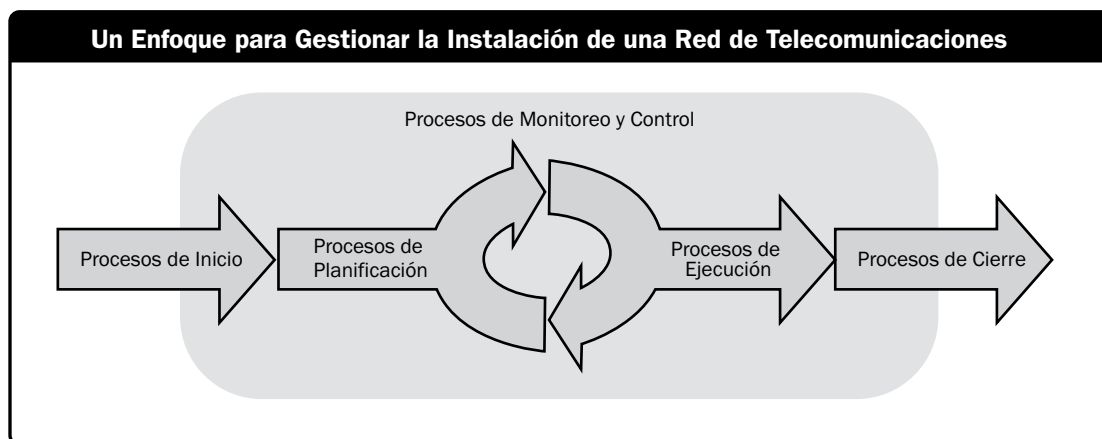 Un Enfoque para Gestionar la Instalación de una Red de Telecomunicaciones
Procesos de Monitoreo y Control
Procesos de Inicio
Procesos de
Planificación
Procesos de
Ejecución
Procesos de Cierre